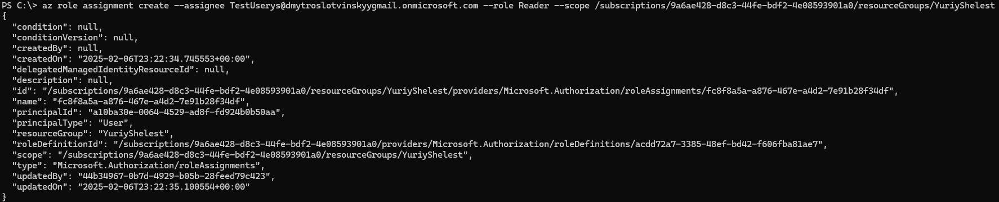 PS C:\> az role assignment create --assignee TestUserys@dmytroslotvinskyygmail.onmicrosoft.com --role Reader --scope /subscriptions/9a6ae428-d8c3-44fe-bdf2-4e08593901a0/resourceGroups/YuriyShelest
{
  "condition": null,
  "conditionVersion": null,
  "createdBy": null,
  "createdOn": "2025-02-06T23:22:34.745553+00:00",
  "delegatedManagedIdentityResourceId": null,
  "description": null,
  "id": "/subscriptions/9a6ae428-d8c3-44fe-bdf2-4e08593901a0/resourceGroups/YuriyShelest/providers/Microsoft.Authorization/roleAssignments/fc8f8a5a-a876-467e-a4d2-7e91b28f34df",
  "name": "fc8f8a5a-a876-467e-a4d2-7e91b28f34df",
  "principalId": "a10ba30e-0064-4529-ad8f-fd924b0b50aa",
  "principalType": "User",
  "resourceGroup": "YuriyShelest",
  "roleDefinitionId": "/subscriptions/9a6ae428-d8c3-44fe-bdf2-4e08593901a0/providers/Microsoft.Authorization/roleDefinitions/acdd72a7-3385-48ef-bd42-f606fba81ae7",
  "scope": "/subscriptions/9a6ae428-d8c3-44fe-bdf2-4e08593901a0/resourceGroups/YuriyShelest",
  "type": "Microsoft.Authorization/roleAssignments",
  "updatedBy": "44b34967-0b7d-4929-b05b-28feed79c423",
  "updatedOn": "2025-02-06T23:22:35.100554+00:00"
}